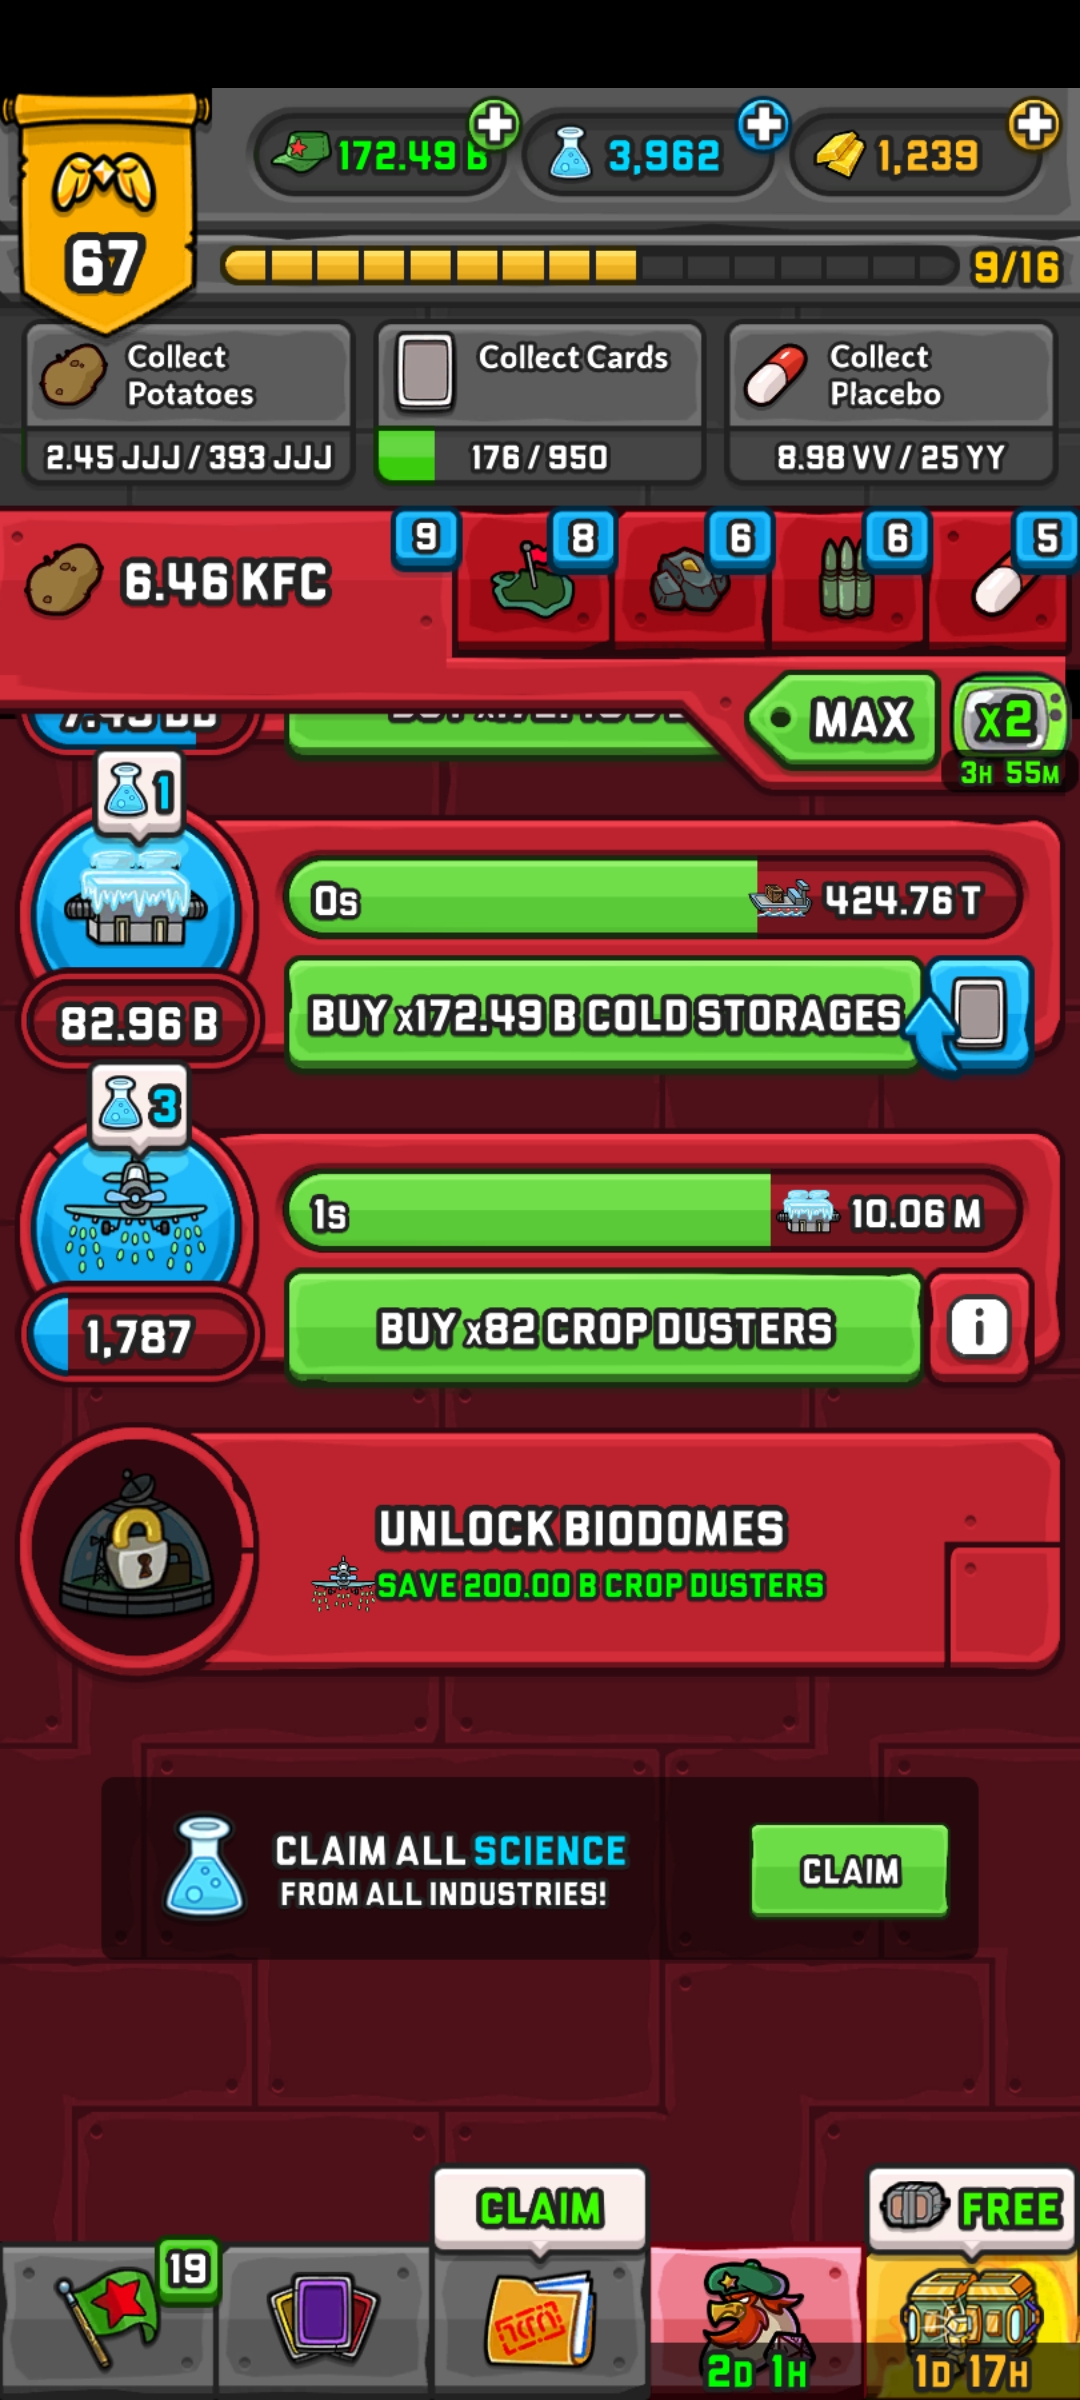 172.49 B
3,962
1,239
67
9/16
Collect
Potatoes
2.45 JJJ / 393 JJJ
Collect Cards
176 / 950
Collect
Placebo
8.98 VV / 25 YY
6.46 KFC
9
8
6
6
5
MAX
x2
3H 55M
1
0s
424.76 T
82.96 B
BUY x172.49 B COLD STORAGES
3
1s
10.06 M
1,787
BUY x82 CROP DUSTERS
i
UNLOCK BIODOMES
SAVE 200.00 B CROP DUSTERS
CLAIM ALL SCIENCE
FROM ALL INDUSTRIES!
CLAIM
CLAIM
FREE
19
2D 1H
1D 17H